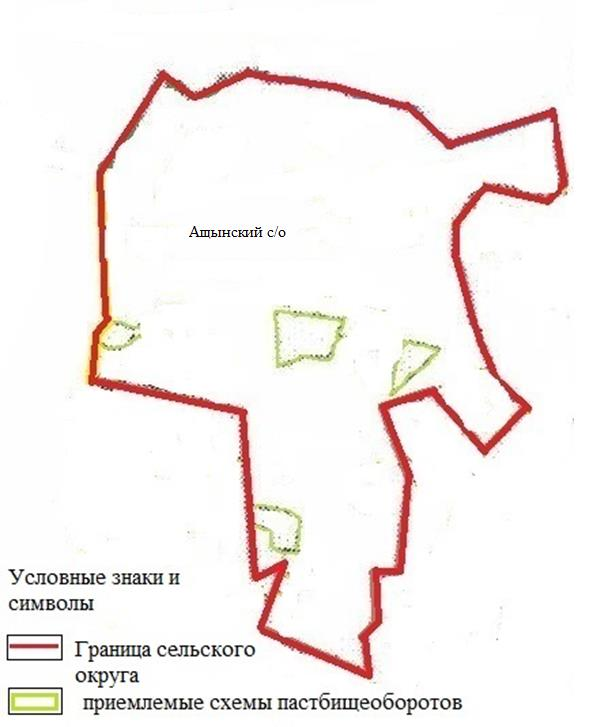 Ащынский с/о
Условные знаки и
символы
Граница сельского
округа
приемлемые схемы пастбищеоборотов